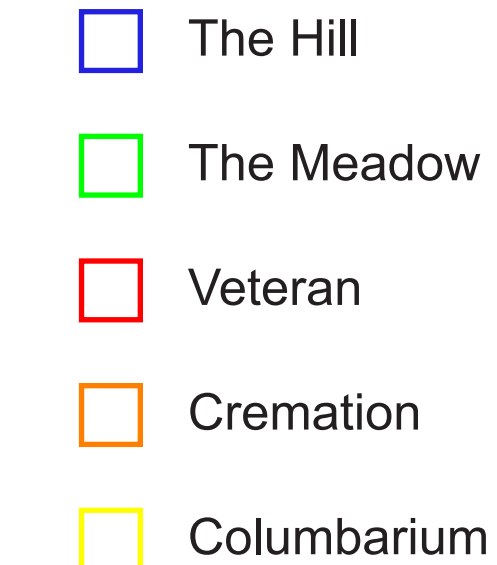 The Hill
The Meadow
Veteran
Cremation
Columbarium